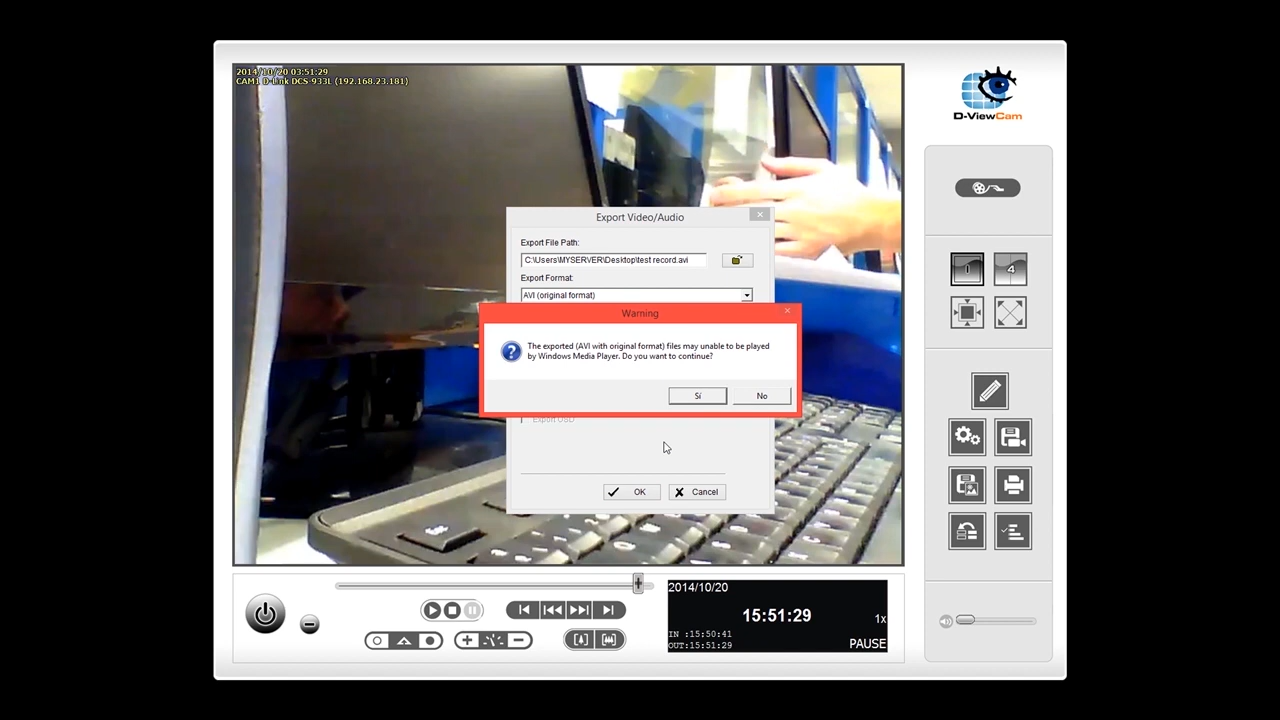 2014/10/20 03:51:29
CAM1 D-Link DCS-933L (192.168.23.181)
D-ViewCam
Export Video/Audio
Export File Path:
C:\Users\MYSERVER\Desktop\test record.avi
Export Format:
AVI (original format)
Warning
The exported (AVI with original format) files may unable to be played
by Windows Media Player. Do you want to continue?
Sí
No
Export OSD
OK
Cancel
4
2014/10/20
15:51:29
1x
IN :15:50:41
OUT:15:51:29
PAUSE